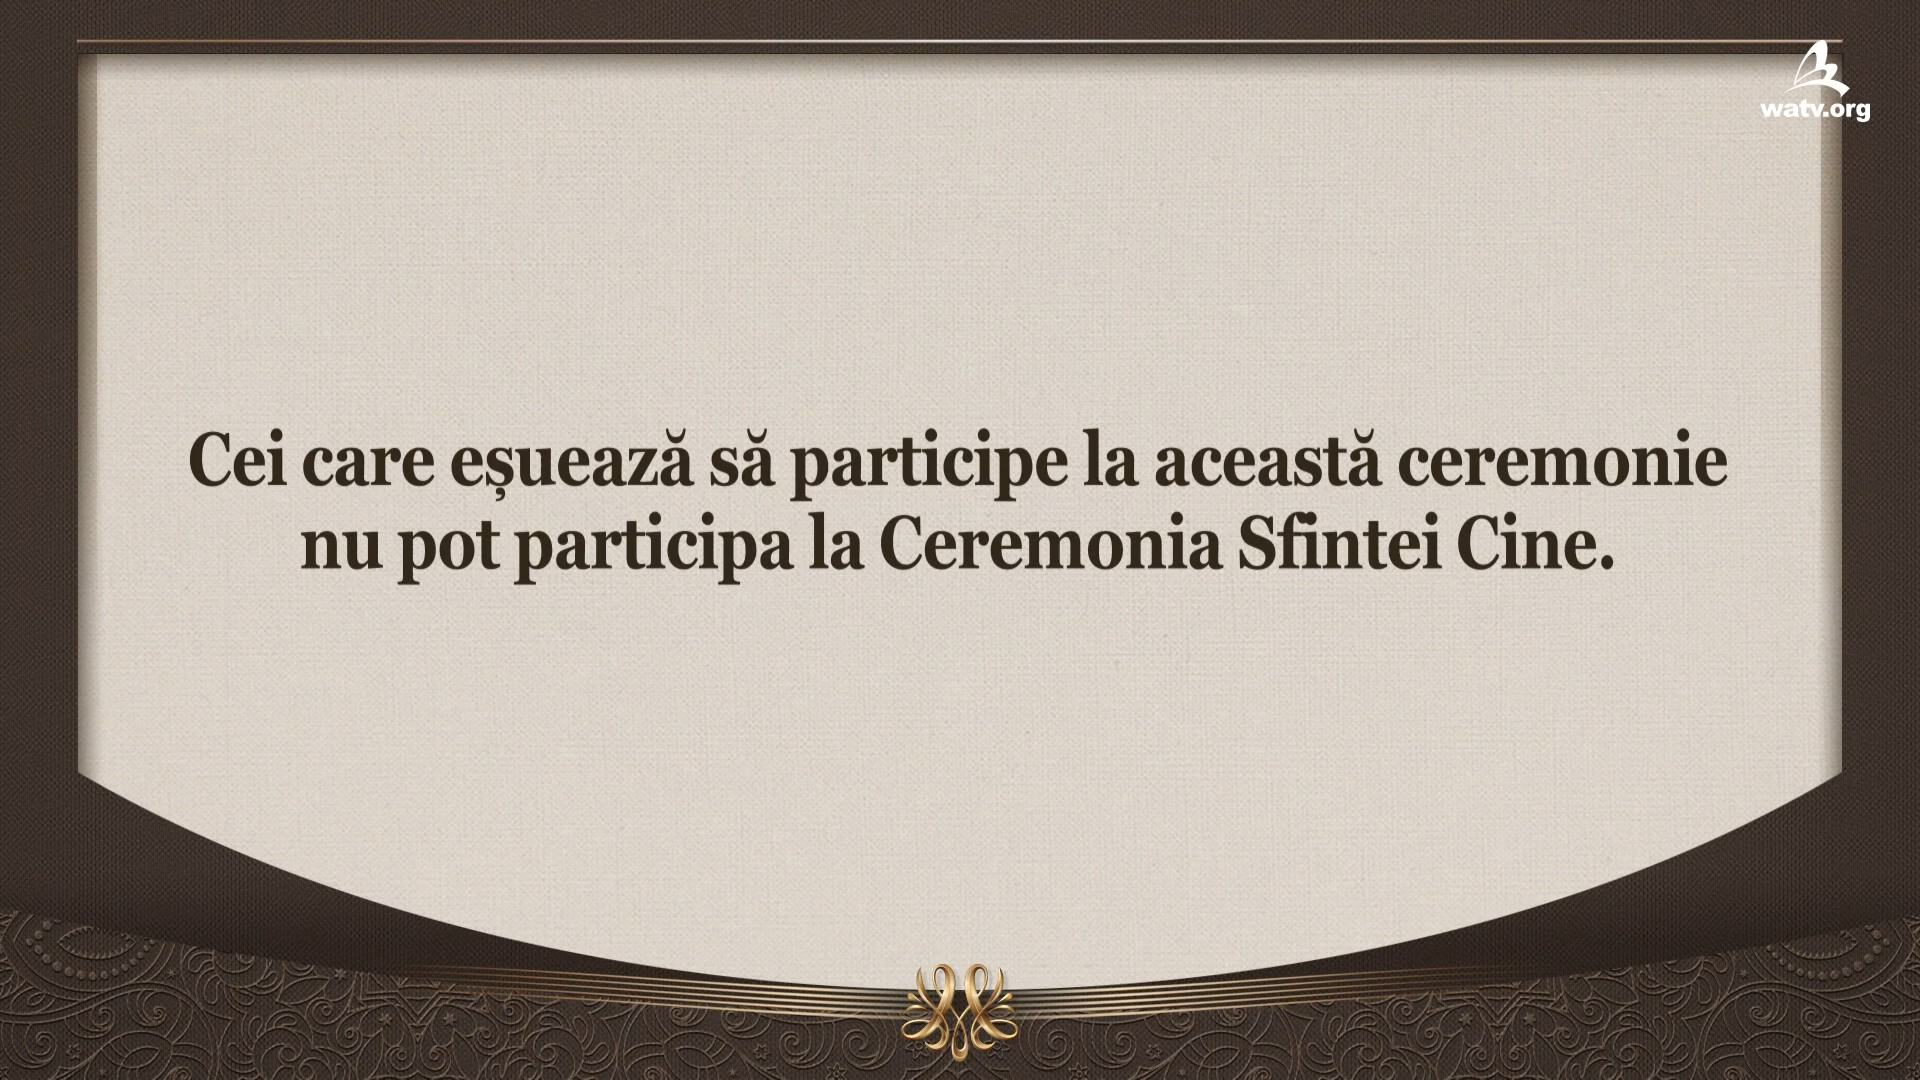 watv.org
Cei care eșuează să participe la această ceremonie
nu pot participa la Ceremonia Sfintei Cine.